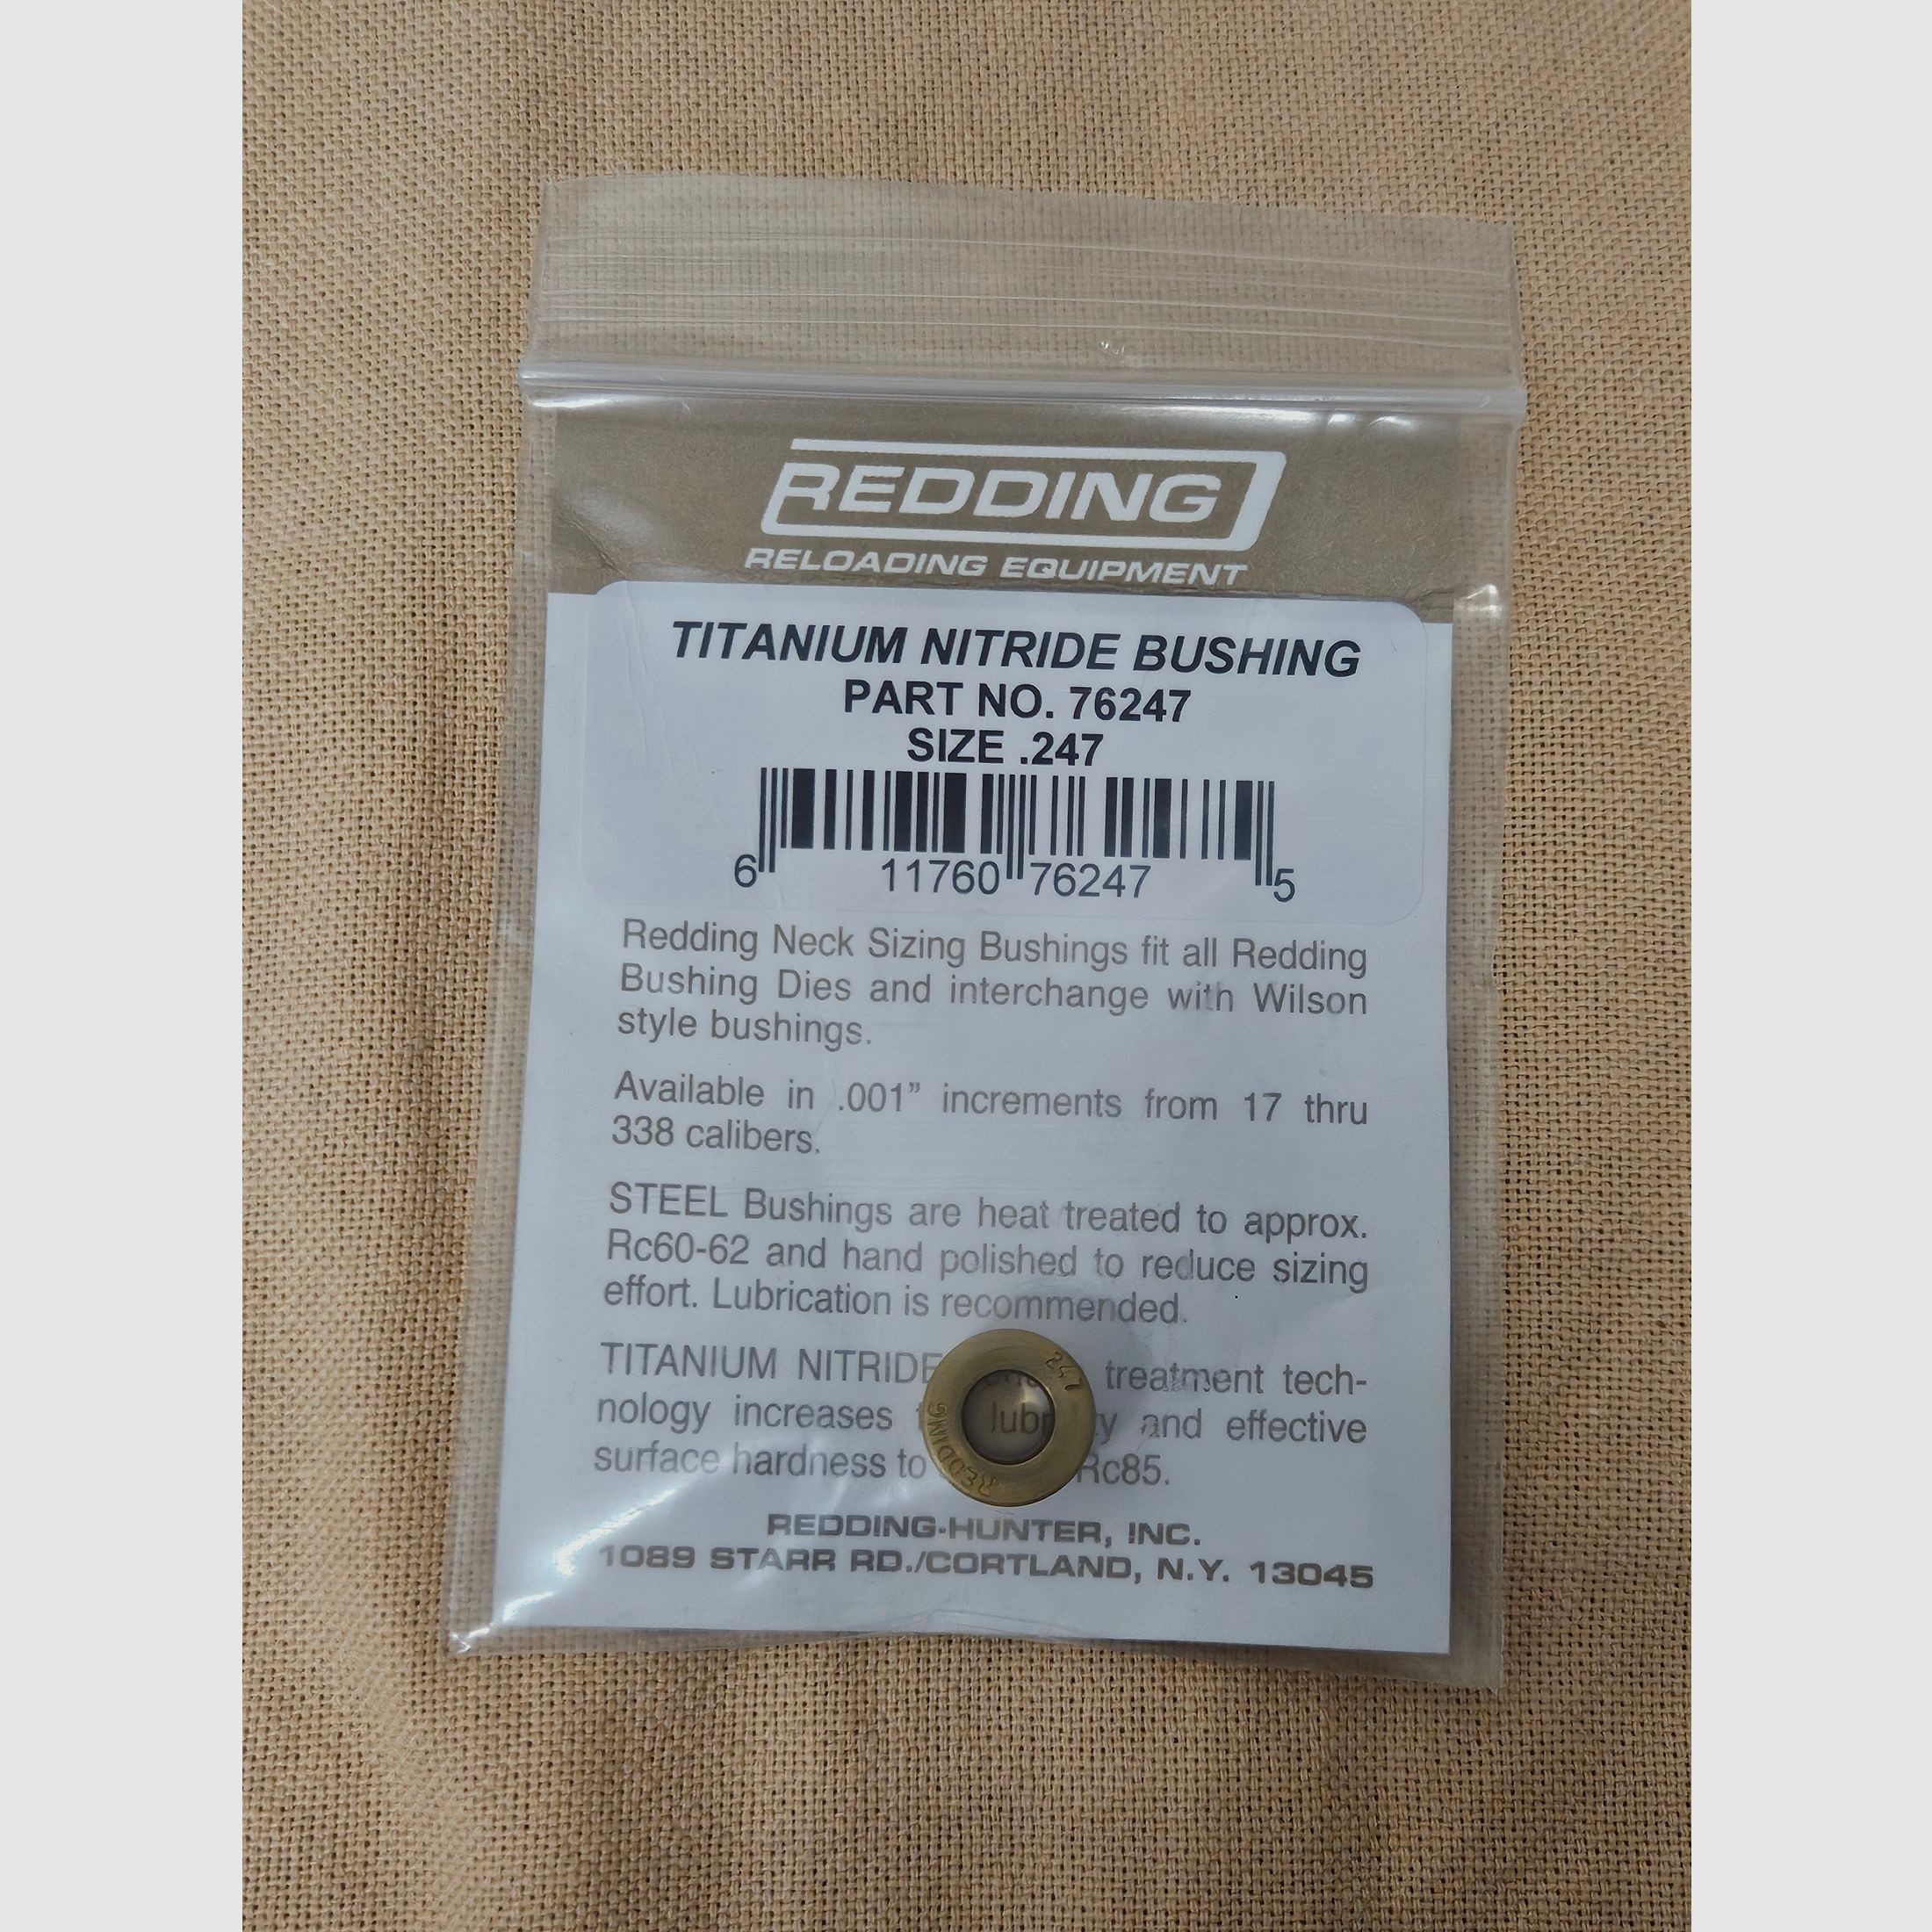 REDDING
RELOADING EQUIPMENT
TITANIUM NITRIDE BUSHING
PART NO. 76247
SIZE .247
6 11760 76247 5
Redding Neck Sizing Bushings fit all Redding
Bushing Dies and interchange with Wilson
style bushings.
Available in .001” increments from 17 thru
338 calibers.
STEEL Bushings are heat treated to approx.
Rc60-62 and hand polished to reduce sizing
effort. Lubrication is recommended.
TITANIUM NITRIDE treatment tech-
nology increases and effective
surface hardness to Rc85.
247
REDDING
REDDING-HUNTER, INC.
1089 STARR RD./CORTLAND, N.Y. 13045